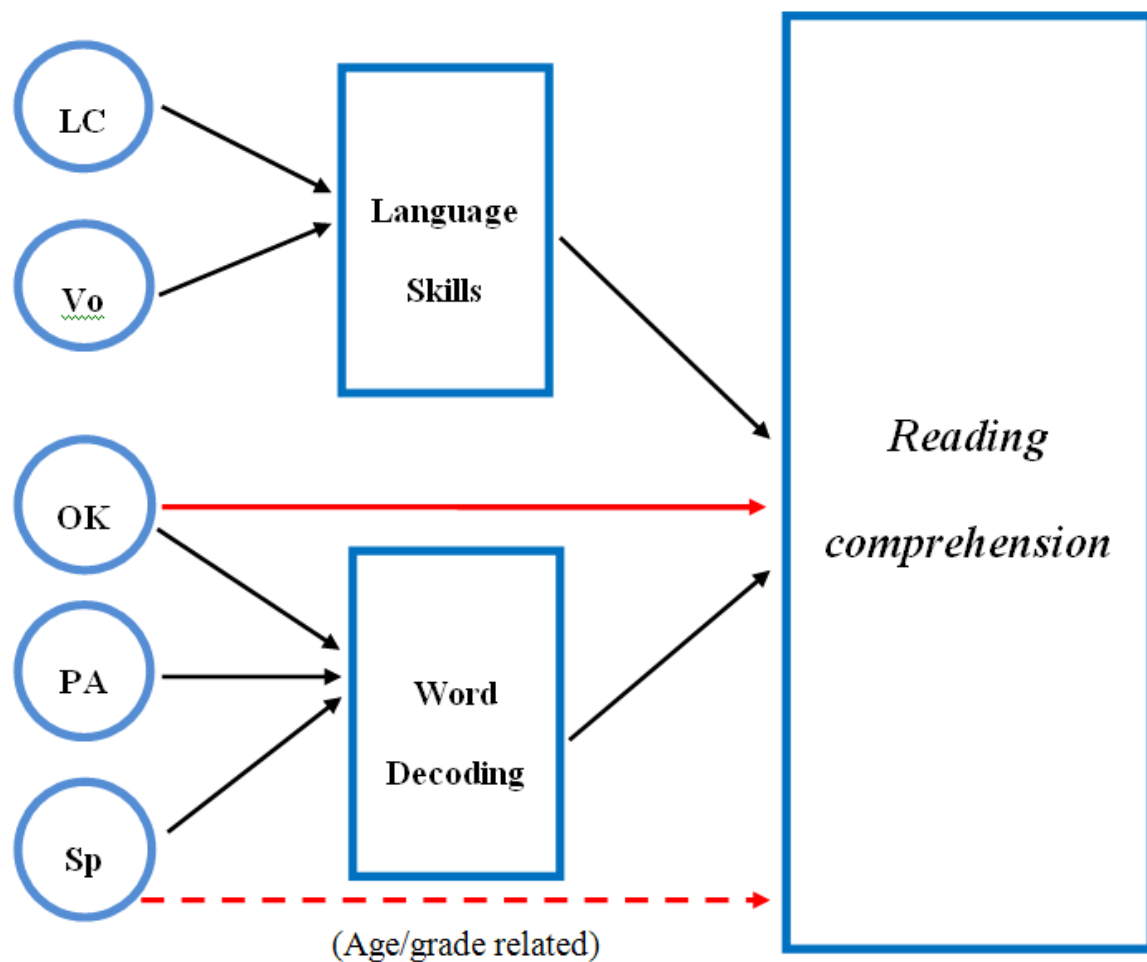 LC
Vo
Language
Skills
OK
PA
Sp
Word
Decoding
Reading
comprehension
(Age/grade related)